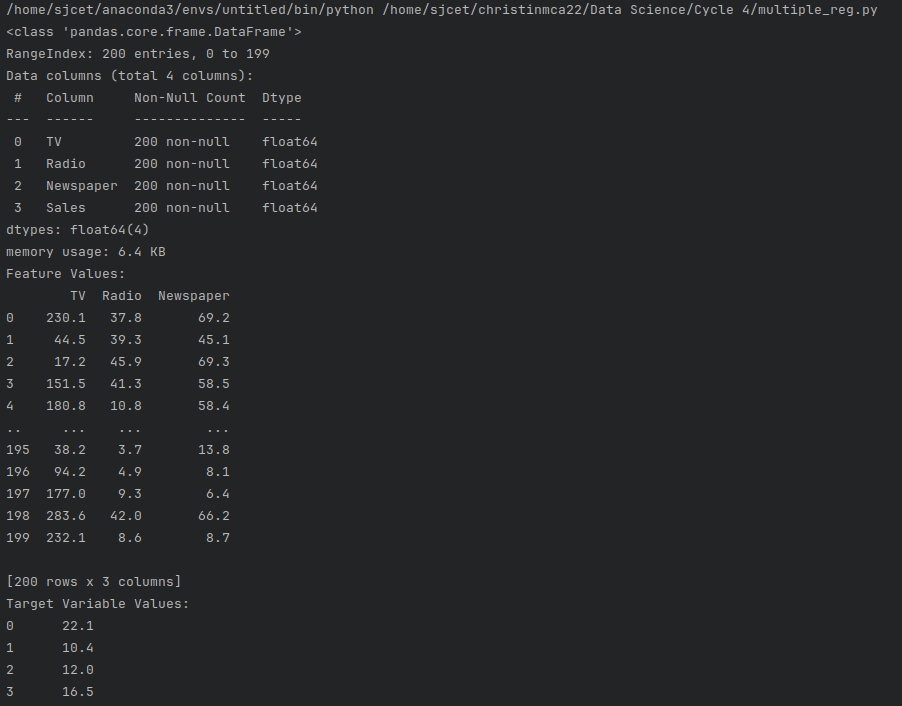 /home/sjcet/anaconda3/envs/untitled/bin/python /home/sjcet/christinmca22/Data Science/Cycle 4/multiple_reg.py
<class 'pandas.core.frame.DataFrame'>
RangeIndex: 200 entries, 0 to 199
Data columns (total 4 columns):
 #   Column     Non-Null Count  Dtype
---  ------     --------------  -----
 0   TV         200 non-null    float64
 1   Radio      200 non-null    float64
 2   Newspaper  200 non-null    float64
 3   Sales      200 non-null    float64
dtypes: float64(4)
memory usage: 6.4 KB
Feature Values:
        TV  Radio  Newspaper
0    230.1   37.8       69.2
1     44.5   39.3       45.1
2     17.2   45.9       69.3
3    151.5   41.3       58.5
4    180.8   10.8       58.4
..     ...    ...        ...
195   38.2    3.7       13.8
196   94.2    4.9        8.1
197  177.0    9.3        6.4
198  283.6   42.0       66.2
199  232.1    8.6        8.7
[200 rows x 3 columns]
Target Variable Values:
0      22.1
1      10.4
2      12.0
3      16.5